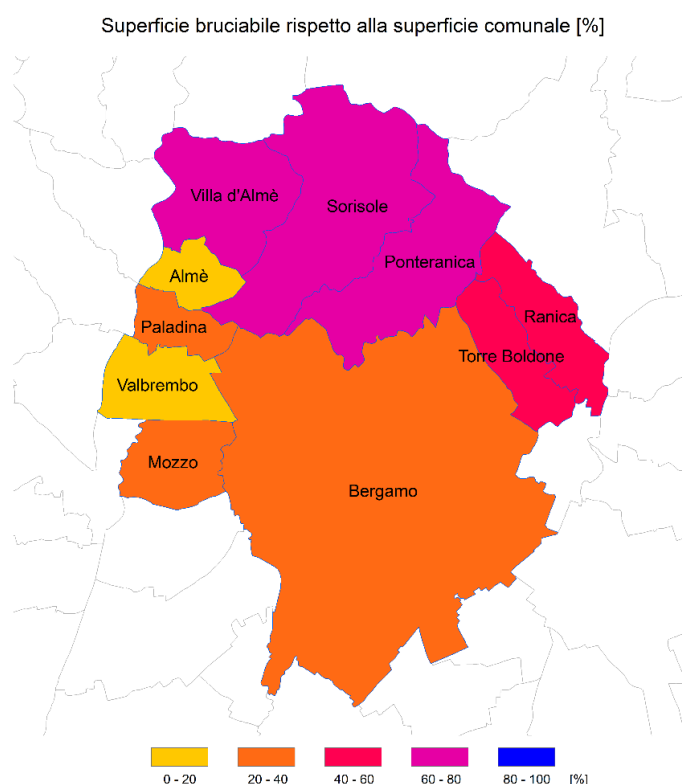 Superficie bruciabile rispetto alla superficie comunale [%]
Villa d'Almè
Sorisole
Ponteranica
Almè
Ranica
Paladina
Torre Boldone
Valbrembo
Mozzo
Bergamo
0 - 20 20 - 40 40 - 60 60 - 80 80 - 100 [%]